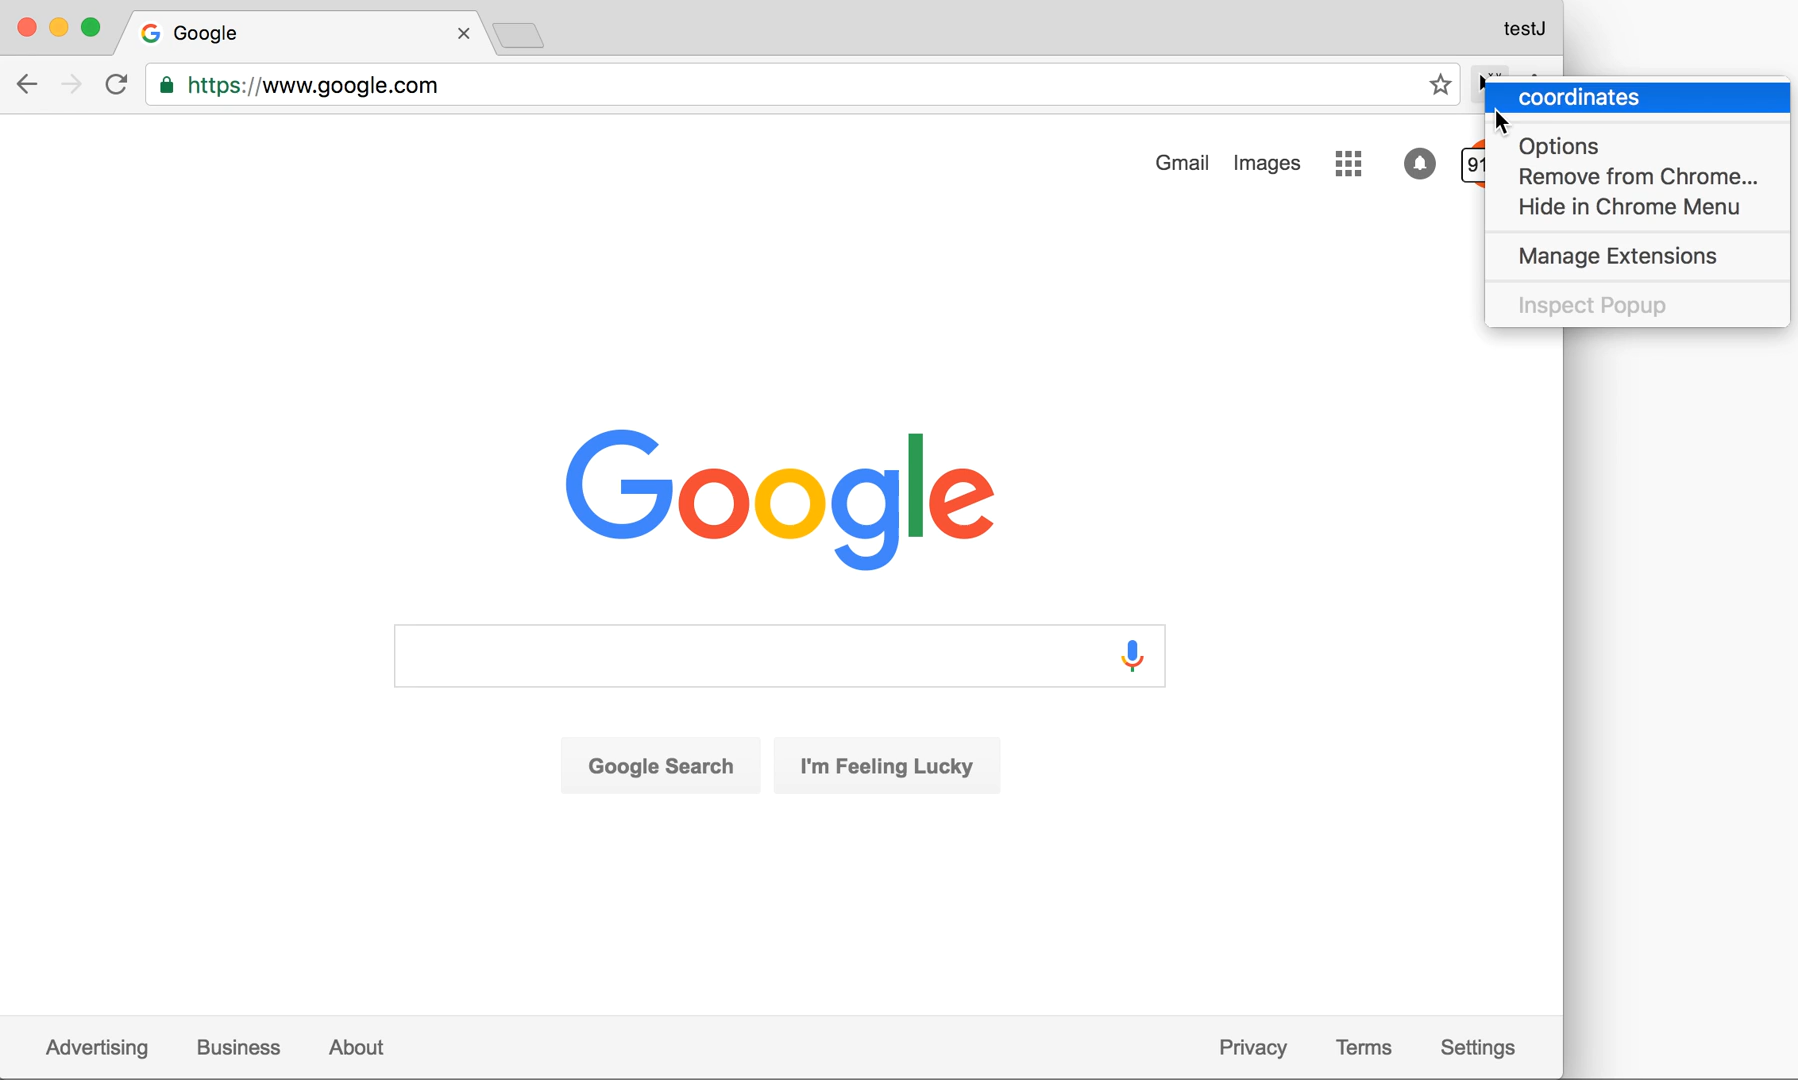 Google
testJ
https://www.google.com
coordinates
Options
Remove from Chrome...
Hide in Chrome Menu
Manage Extensions
Inspect Popup
Gmail Images
91
Google
Google Search I'm Feeling Lucky
Advertising Business About Privacy Terms Settings